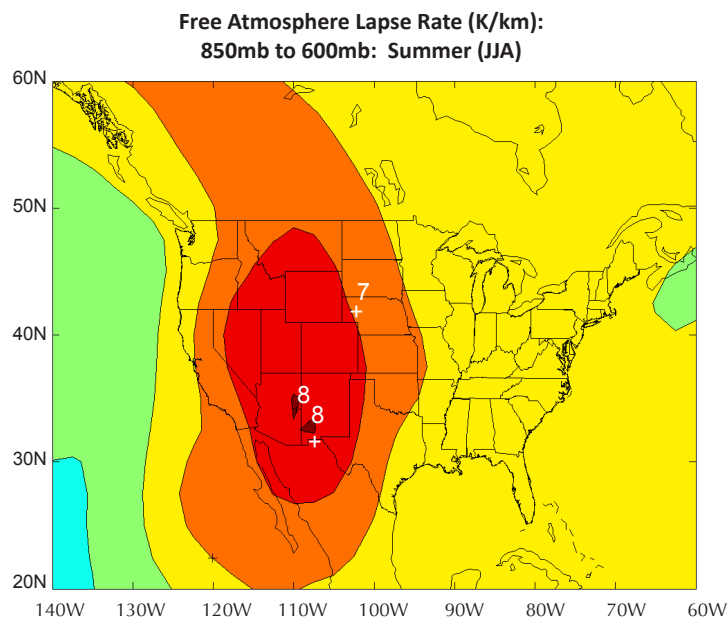 Free Atmosphere Lapse Rate (K/km):
850mb to 600mb: Summer (JJA)
60N
50N
7
40N
8
8
30N
20N
140W 130W 120W 110W 100W 90W 80W 70W 60W